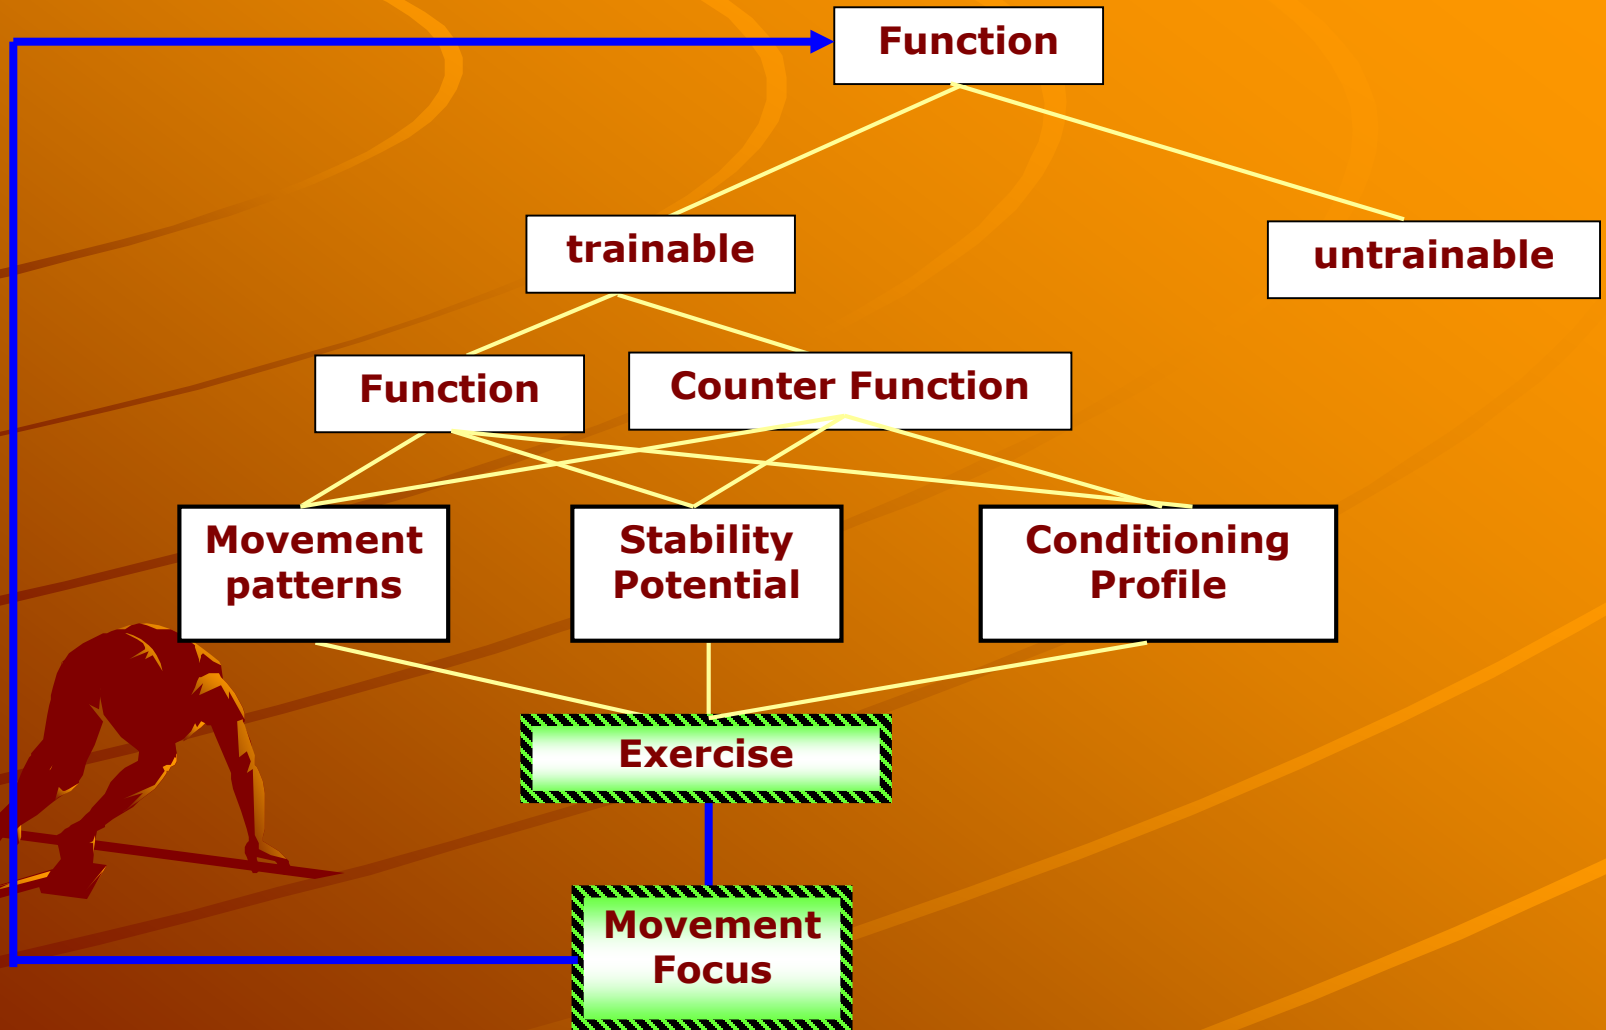 Function
trainable
untrainable
Function
Counter Function
Movement
patterns
Stability
Potential
Conditioning
Profile
Exercise
Movement
Focus